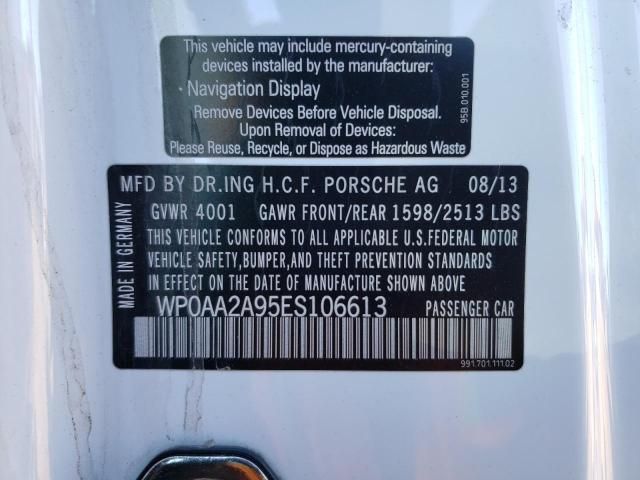 This vehicle may include mercury-containing
devices installed by the manufacturer:
· Navigation Display
Remove Devices Before Vehicle Disposal.
Upon Removal of Devices:
Please Reuse, Recycle, or Dispose as Hazardous Waste
95B.010.001
MFD BY DR.ING H.C.F. PORSCHE AG 08/13
GVWR 4001 GAWR FRONT/REAR 1598/2513 LBS
THIS VEHICLE CONFORMS TO ALL APPLICABLE U.S.FEDERAL MOTOR
VEHICLE SAFETY,BUMPER,AND THEFT PREVENTION STANDARDS
IN EFFECT ON THE DATE OF MANUFACTURE SHOWN ABOVE
WP0AA2A95ES106613 PASSENGER CAR
MADE IN GERMANY
991.701.111.02